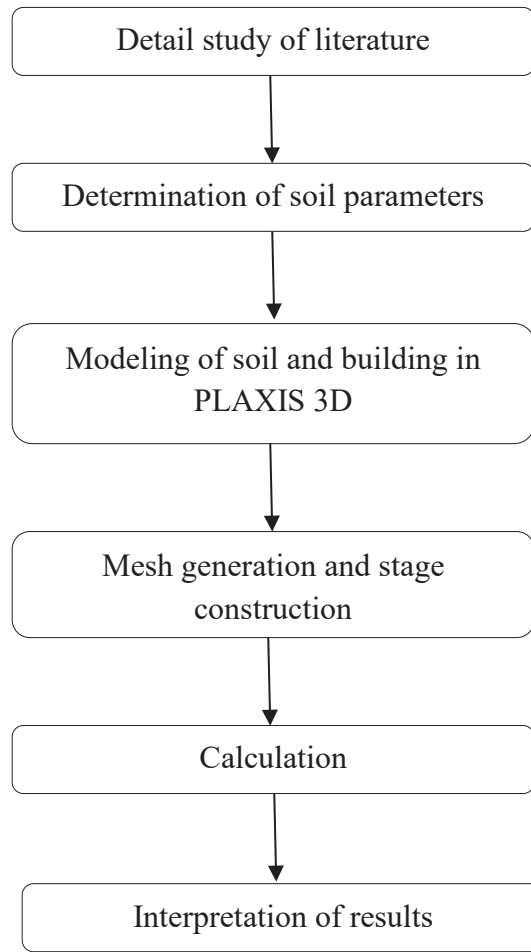 Detail study of literature
Determination of soil parameters
Modeling of soil and building in
PLAXIS 3D
Mesh generation and stage
construction
Calculation
Interpretation of results